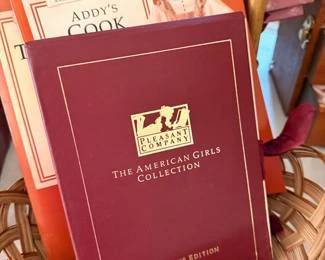 ADDY'S
COOK
T
PLEASANT
COMPANY
THE AMERICAN GIRLS
COLLECTION
EDITION